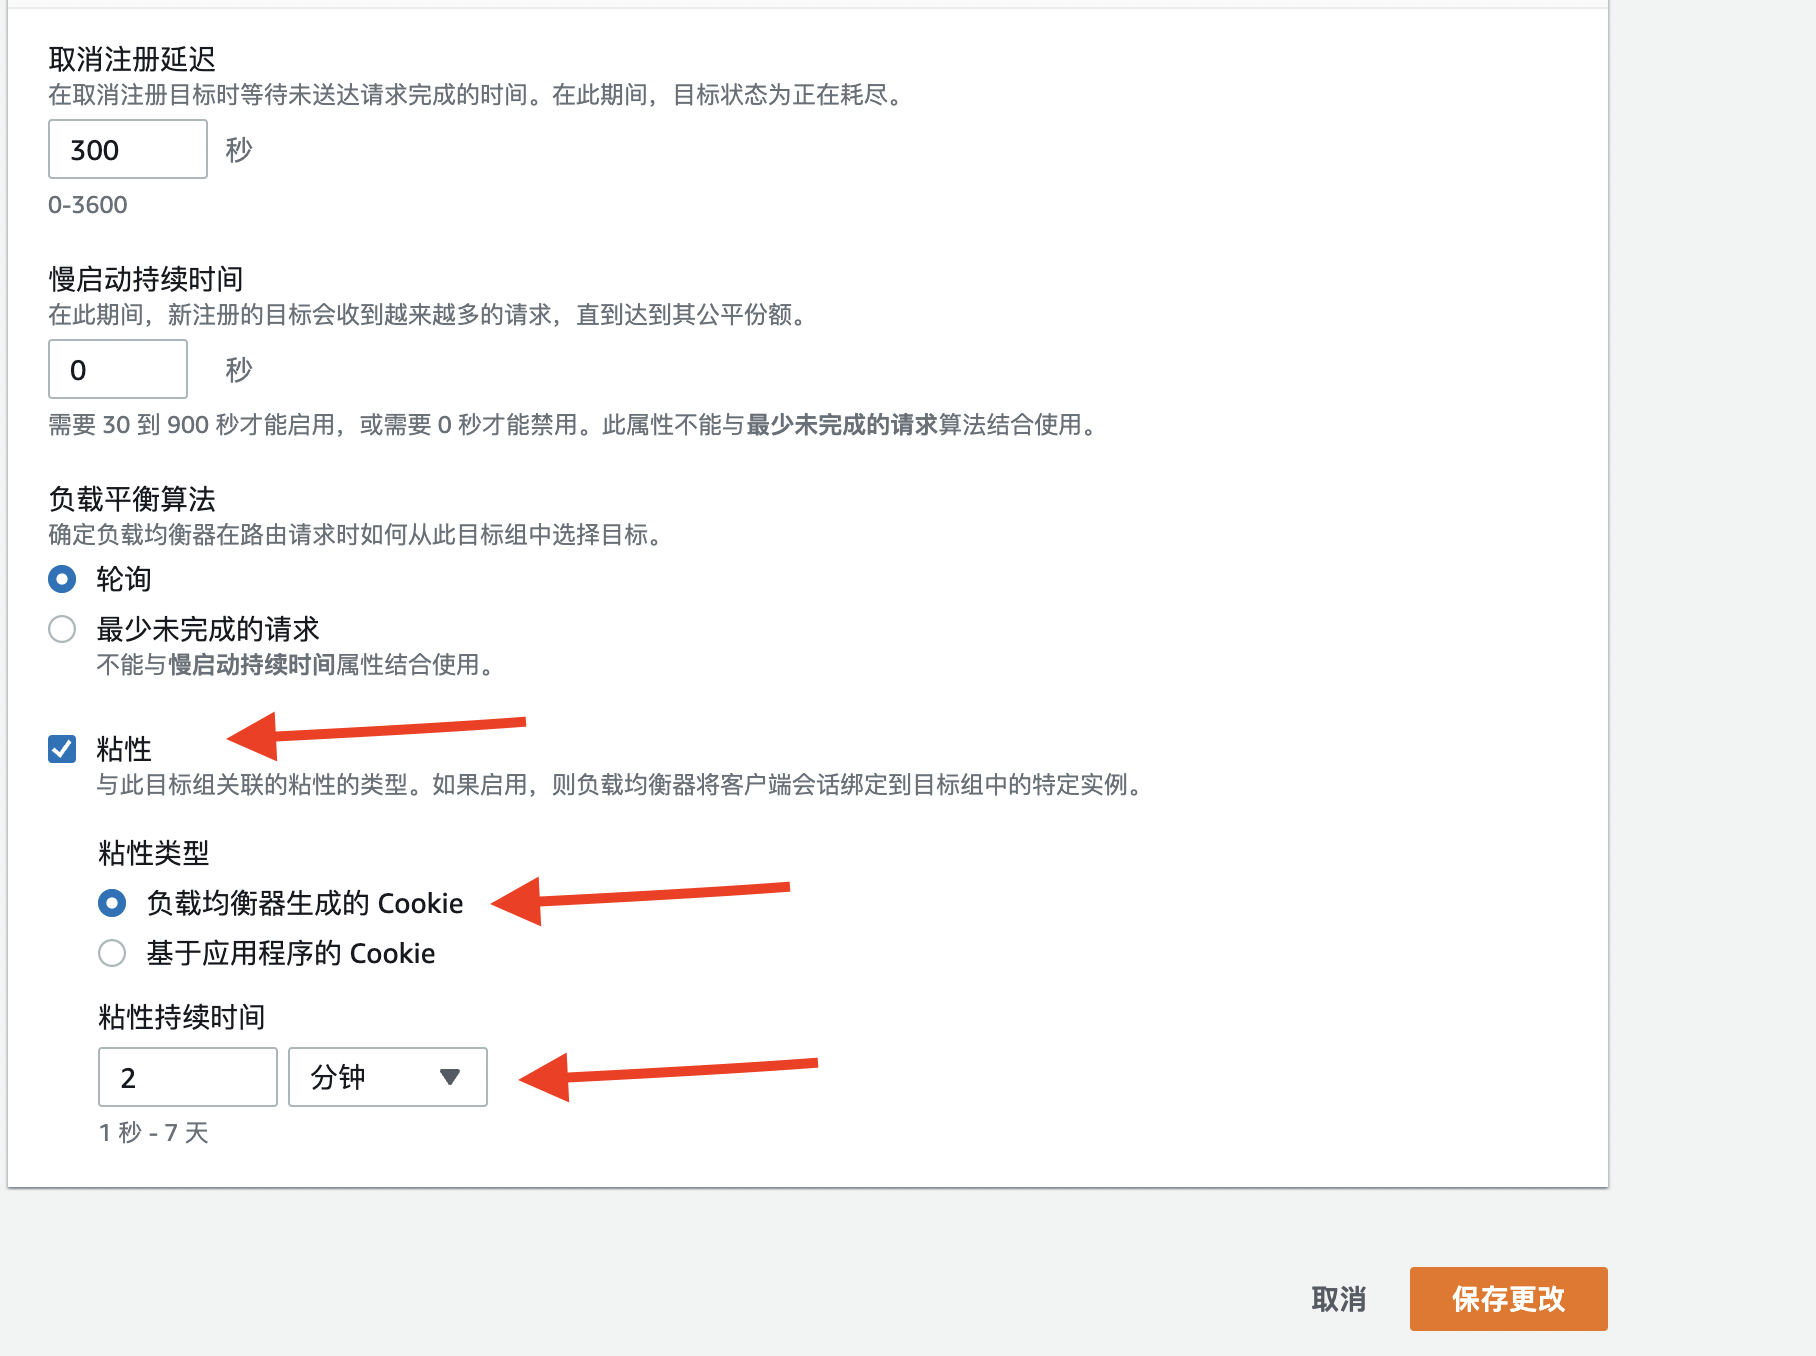 取消注册延迟
在取消注册目标时等待未送达请求完成的时间。在此期间，目标状态为正在耗尽。
300 秒
0-3600
慢启动持续时间
在此期间，新注册的目标会收到越来越多的请求，直到达到其公平份额。
0 秒
需要 30 到 900 秒才能启用，或需要 0 秒才能禁用。此属性不能与最少未完成的请求算法结合使用。
负载平衡算法
确定负载均衡器在路由请求时如何从此目标组中选择目标。
轮询
最少未完成的请求
不能与慢启动持续时间属性结合使用。
粘性
与此目标组关联的粘性的类型。如果启用，则负载均衡器将客户端会话绑定到目标组中的特定实例。
粘性类型
负载均衡器生成的 Cookie
基于应用程序的 Cookie
粘性持续时间
2 分钟
1 秒 - 7 天
取消 保存更改